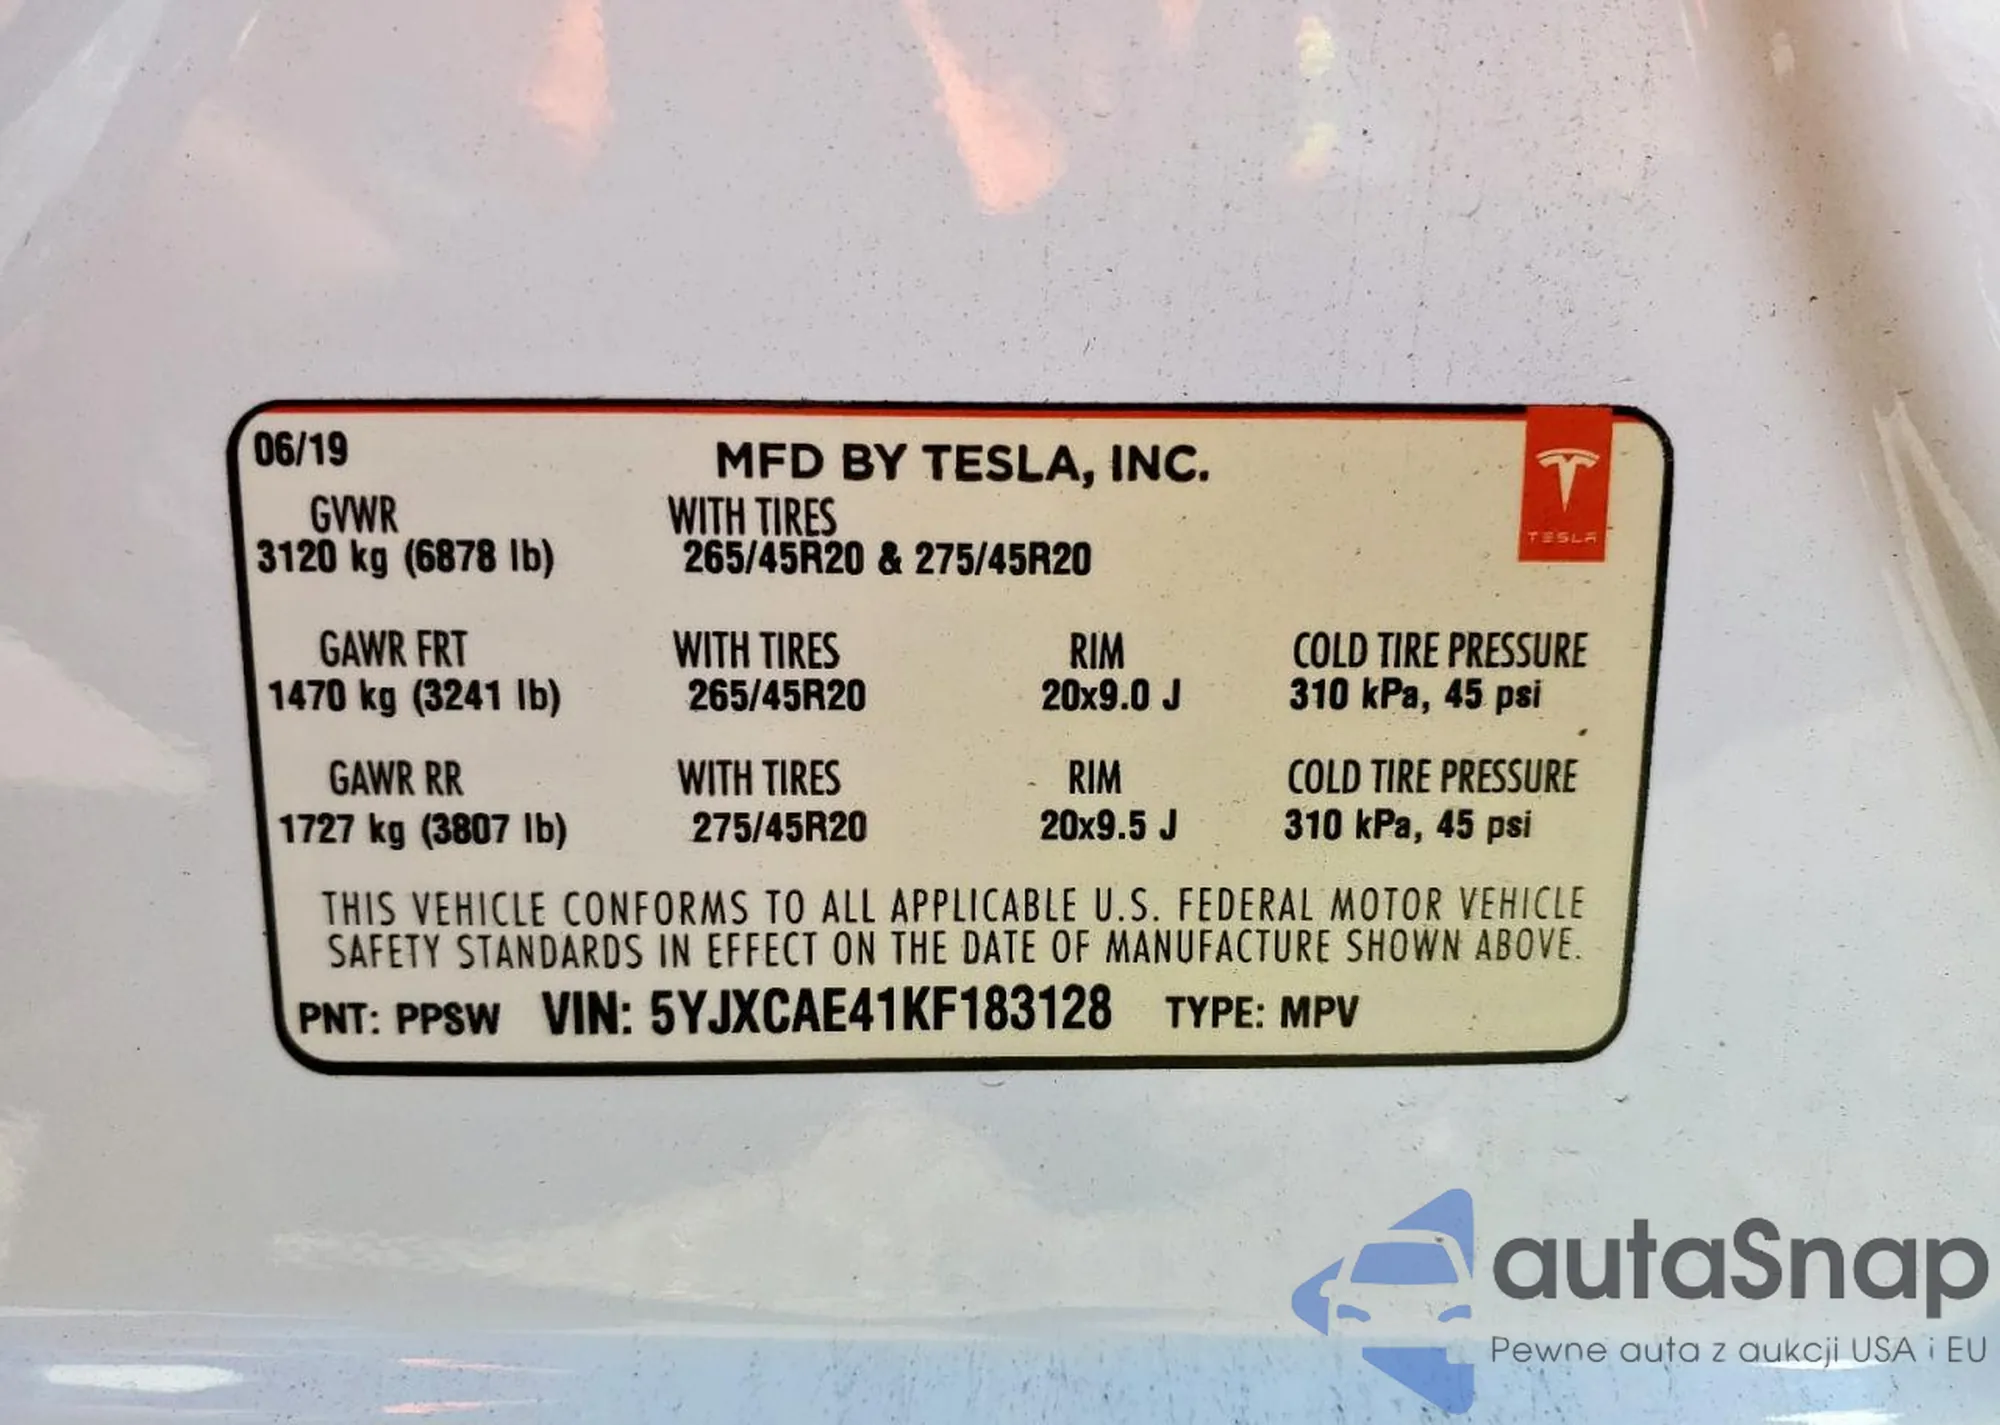 06/19
MFD BY TESLA, INC.
GVWR WITH TIRES
3120 kg (6878 lb) 265/45R20 & 275/45R20
TESLA
GAWR FRT WITH TIRES RIM COLD TIRE PRESSURE
1470 kg (3241 lb) 265/45R20 20x9.0 J 310 kPa, 45 psi
GAWR RR WITH TIRES RIM COLD TIRE PRESSURE
1727 kg (3807 lb) 275/45R20 20x9.5 J 310 kPa, 45 psi
THIS VEHICLE CONFORMS TO ALL APPLICABLE U.S. FEDERAL MOTOR VEHICLE
SAFETY STANDARDS IN EFFECT ON THE DATE OF MANUFACTURE SHOWN ABOVE.
PNT: PPSW VIN: 5YJXCAE41KF183128 TYPE: MPV
autaSnap
Pewne auta z aukcji USA i EU